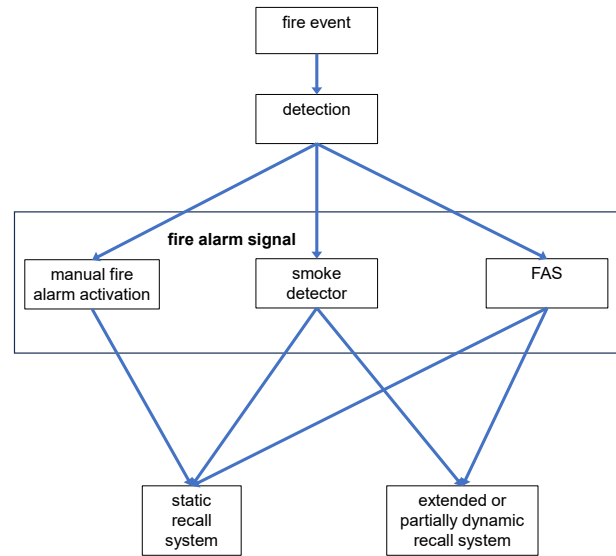 fire event
detection
fire alarm signal
manual fire
alarm activation
smoke
detector
FAS
static
recall
system
extended or
partially dynamic
recall system